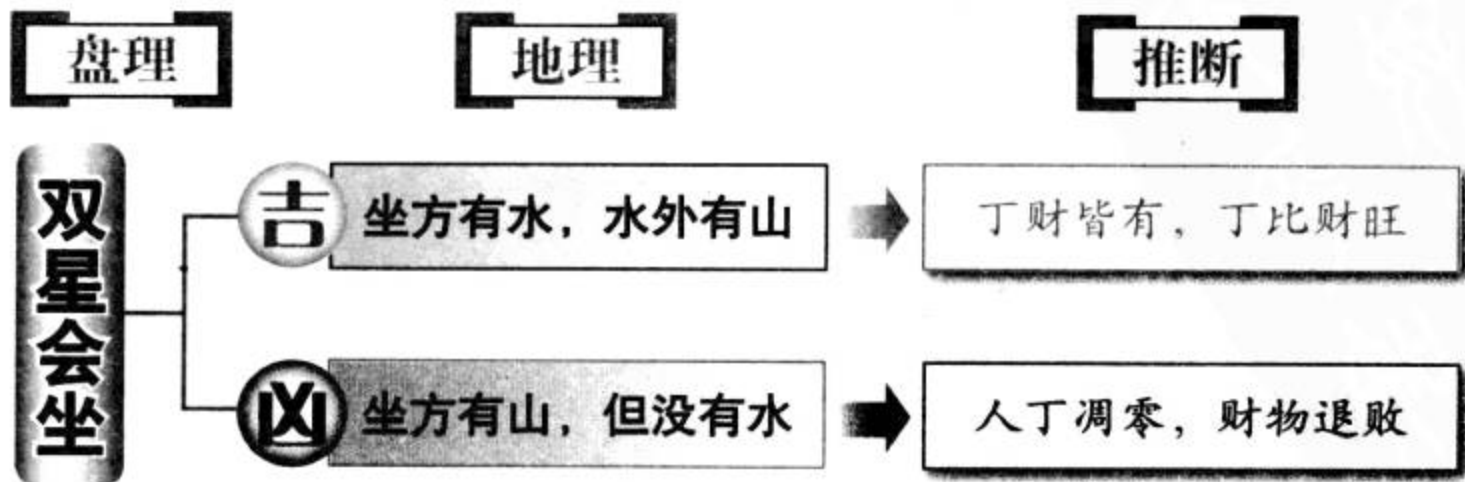 盘理
地理
推断
双星会坐
吉
坐方有水，水外有山
丁财皆有，丁比财旺
凶
坐方有山，但没有水
人丁凋零，财物退败